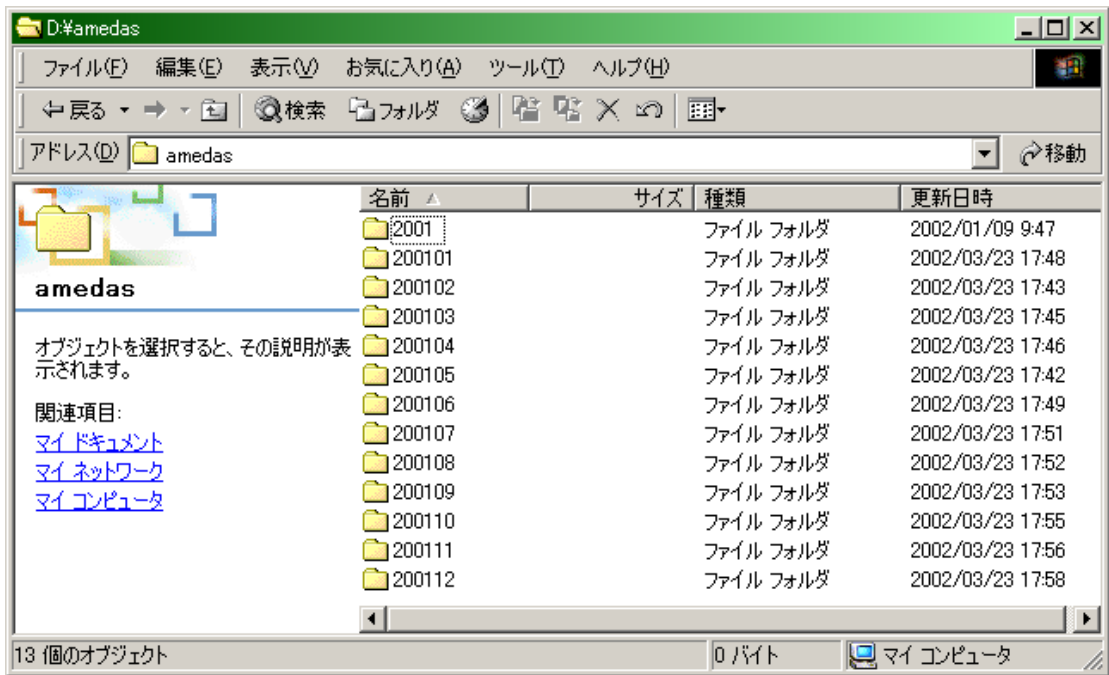 D:¥amedas
ファイル(F) 編集(E) 表示(V) お気に入り(A) ツール(T) ヘルプ(H)
戻る 検索 フォルダ
アドレス(D) amedas 移動
amedas
オブジェクトを選択すると、その説明が表
示されます。
関連項目:
マイ ドキュメント
マイ ネットワーク
マイ コンピュータ
名前 サイズ 種類 更新日時
2001 ファイル フォルダ 2002/01/09 9:47
200101 ファイル フォルダ 2002/03/23 17:48
200102 ファイル フォルダ 2002/03/23 17:43
200103 ファイル フォルダ 2002/03/23 17:45
200104 ファイル フォルダ 2002/03/23 17:46
200105 ファイル フォルダ 2002/03/23 17:42
200106 ファイル フォルダ 2002/03/23 17:49
200107 ファイル フォルダ 2002/03/23 17:51
200108 ファイル フォルダ 2002/03/23 17:52
200109 ファイル フォルダ 2002/03/23 17:53
200110 ファイル フォルダ 2002/03/23 17:55
200111 ファイル フォルダ 2002/03/23 17:56
200112 ファイル フォルダ 2002/03/23 17:58
13 個のオブジェクト 0 バイト マイ コンピュータ